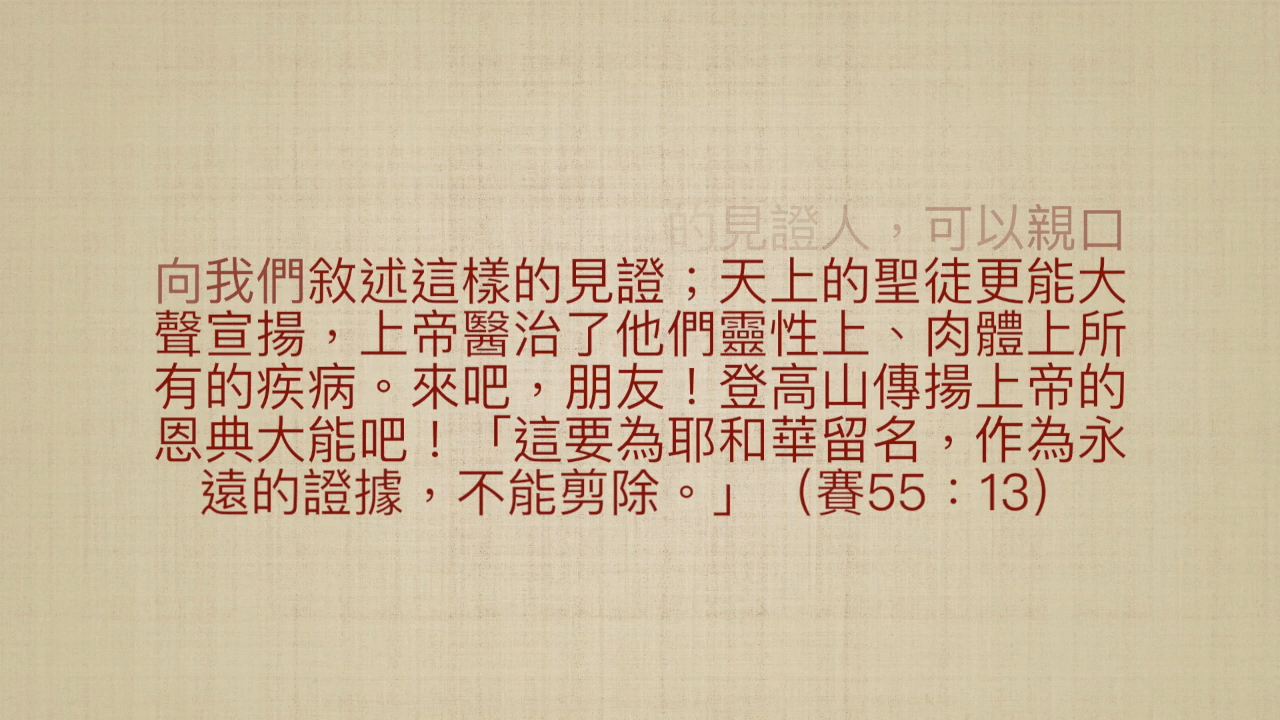 的見證人，可以親口
向我們敘述這樣的見證；天上的聖徒更能大
聲宣揚，上帝醫治了他們靈性上、肉體上所
有的疾病。來吧，朋友！登高山傳揚上帝的
恩典大能吧！「這要為耶和華留名，作為永
遠的證據，不能剪除。」（賽55：13）